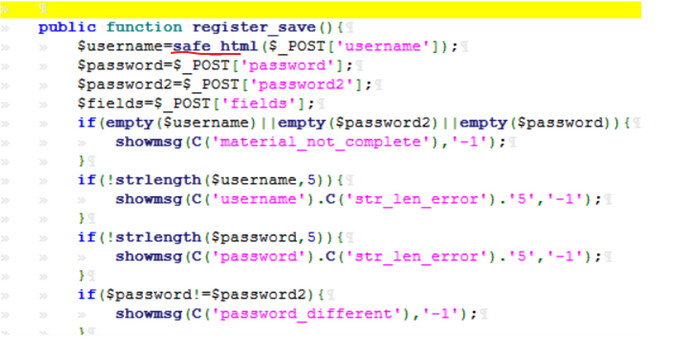 public function register_save(){
$username=safe_html($_POST['username']);
$password=$_POST['password'];
$password2=$_POST['password2'];
$fields=$_POST['fields'];
if(empty($username)||empty($password2)||empty($password)){
showmsg(C('material_not_complete'),'-1');
}
if(!strlength($username,5)){
showmsg(C('username').C('str_len_error').'5','-1');
}
if(!strlength($password,5)){
showmsg(C('password').C('str_len_error').'5','-1');
}
if($password!=$password2){
showmsg(C('password_different'),'-1');
}